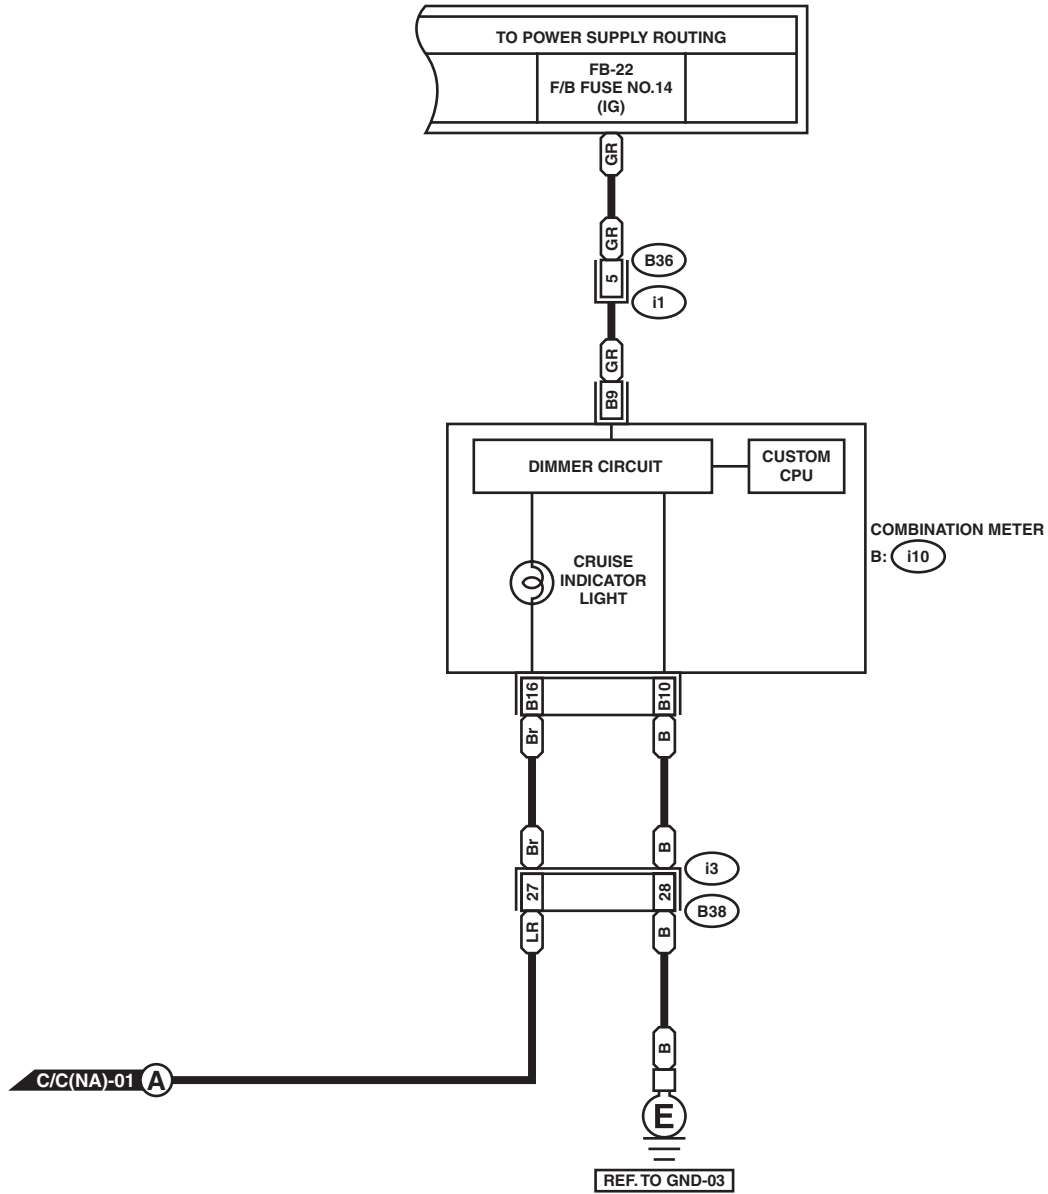 TO POWER SUPPLY ROUTING
FB-22
F/B FUSE NO.14
(IG)
GR
GR
B36
5
i1
GR
B9
DIMMER CIRCUIT
CUSTOM
CPU
COMBINATION METER
B: i10
CRUISE
INDICATOR
LIGHT
B16
B10
Br
B
Br
B
i3
27
28
B38
LR
B
B
C/C(NA)-01 A
E
REF. TO GND-03